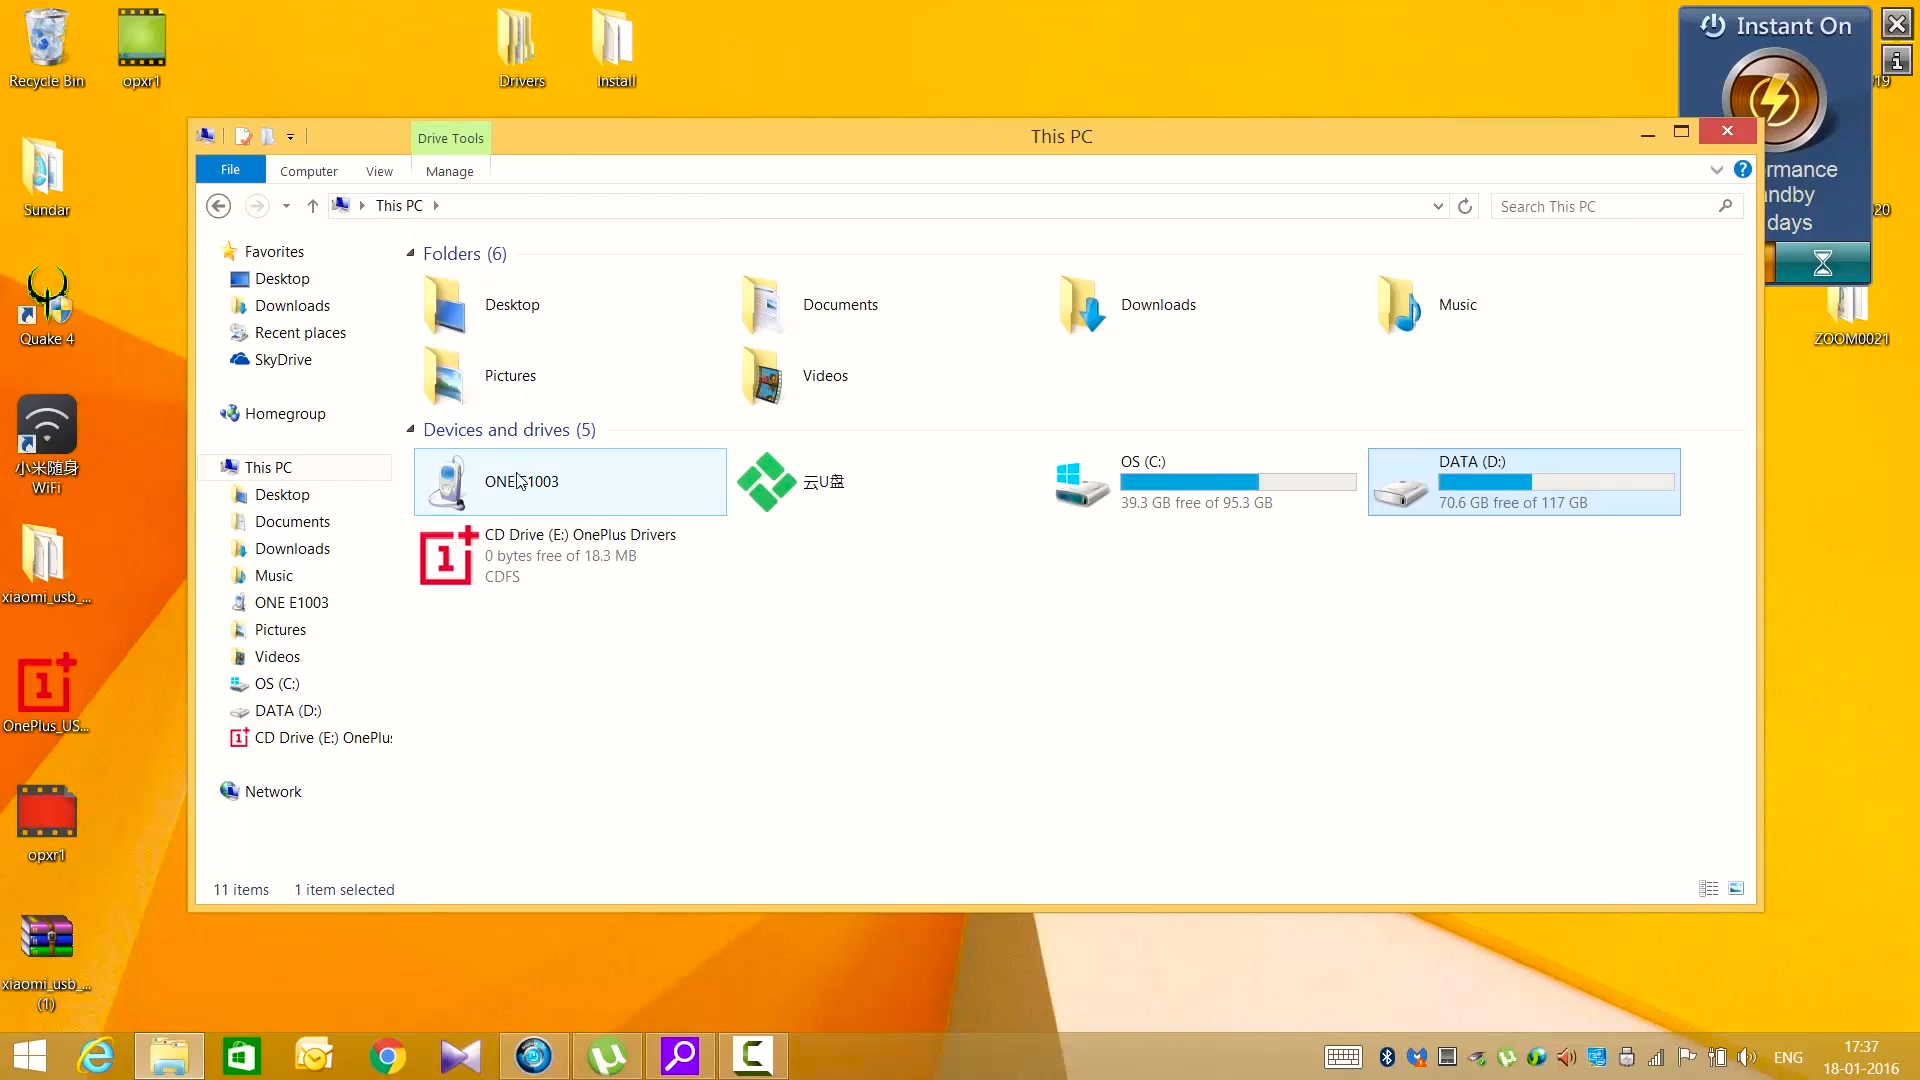 Recycle Bin
opxr1
Drivers
Install
Instant On
19
rmance
ndby
days
20
Sundar
Quake 4
小米随身
WiFi
xiaomi_usb_...
OnePlus_US...
opxr1
xiaomi_usb_...
(1)
ZOOM0021
Drive Tools
This PC
File
Computer
View
Manage
This PC
Search This PC
Favorites
Desktop
Downloads
Recent places
SkyDrive
Homegroup
This PC
Desktop
Documents
Downloads
Music
ONE E1003
Pictures
Videos
OS (C:)
DATA (D:)
CD Drive (E:) OnePlus
Network
Folders (6)
Desktop
Documents
Downloads
Music
Pictures
Videos
Devices and drives (5)
ONE E1003
云U盘
OS (C:)
39.3 GB free of 95.3 GB
DATA (D:)
70.6 GB free of 117 GB
CD Drive (E:) OnePlus Drivers
0 bytes free of 18.3 MB
CDFS
11 items
1 item selected
ENG
17:37
18-01-2016